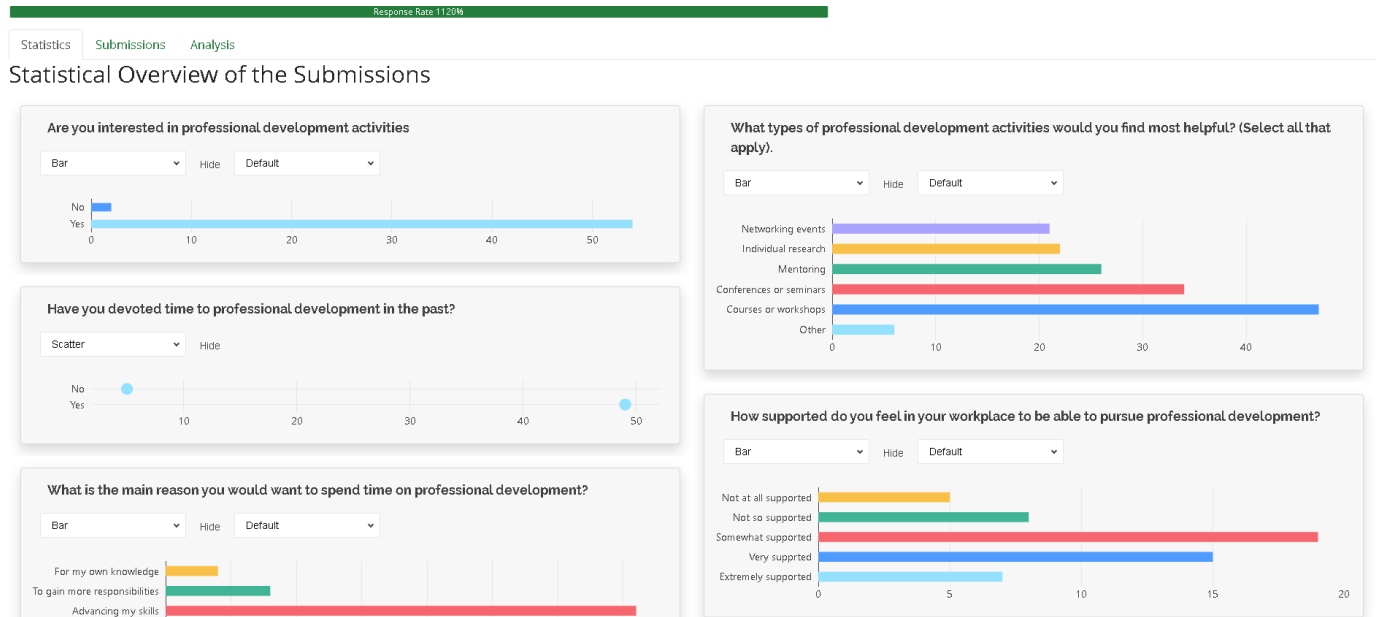 Response Rate 1120%
Statistics Submissions Analysis
Statistical Overview of the Submissions
Are you interested in professional development activities
Bar Hide Default
No
Yes
0 10 20 30 40 50
Have you devoted time to professional development in the past?
Scatter Hide
No
Yes
10 20 30 40 50
What is the main reason you would want to spend time on professional development?
Bar Hide Default
For my own knowledge
To gain more responsibilities
Advancing my skills
What types of professional development activities would you find most helpful? (Select all that
apply).
Bar Hide Default
Networking events
Individual research
Mentoring
Conferences or seminars
Courses or workshops
Other
0 10 20 30 40
How supported do you feel in your workplace to be able to pursue professional development?
Bar Hide Default
Not at all supported
Not so supported
Somewhat supported
Very supprted
Extremely supported
0 5 10 15 20